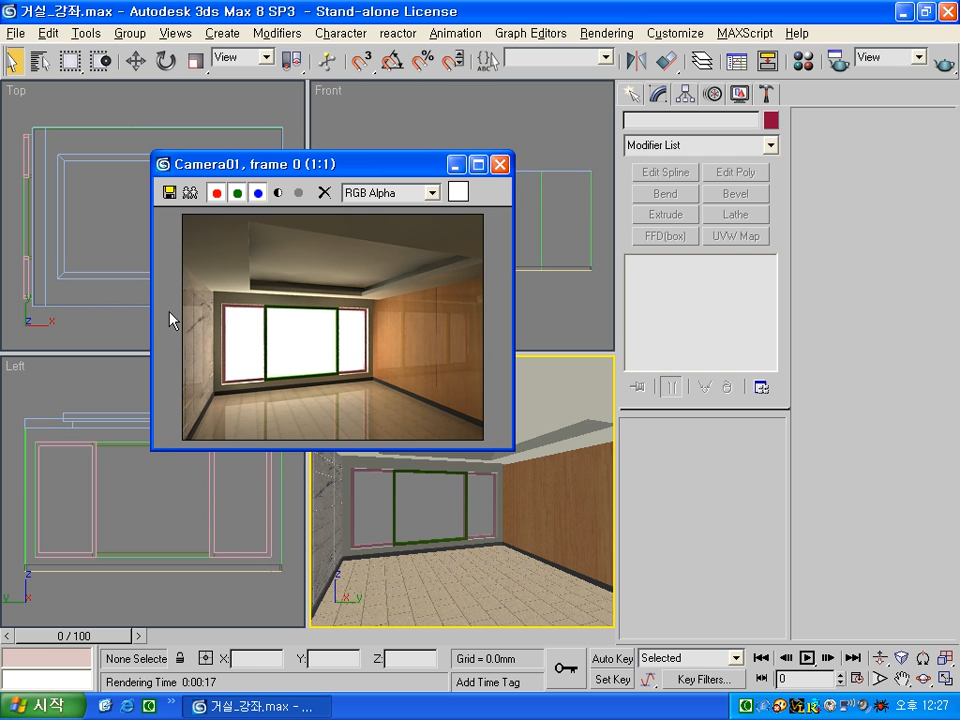 거실_강좌.max - Autodesk 3ds Max 8 SP3 - Stand-alone License
File Edit Tools Group Views Create Modifiers Character reactor Animation Graph Editors Rendering Customize MAXScript Help
View
View
Top
Front
Modifier List
Edit Spline Edit Poly
Bend Bevel
Extrude Lathe
FFD(box) UVW Map
Camera01, frame 0 (1:1)
RGB Alpha
Left
z
x
z
y
x
z
x
y
0 / 100
None Selecte X: Y: Z: Grid = 0.0mm Auto Key Selected
Rendering Time 0:00:17 Add Time Tag Set Key Key Filters... 0
시작 거실_강좌.max - ... 오후 12:27